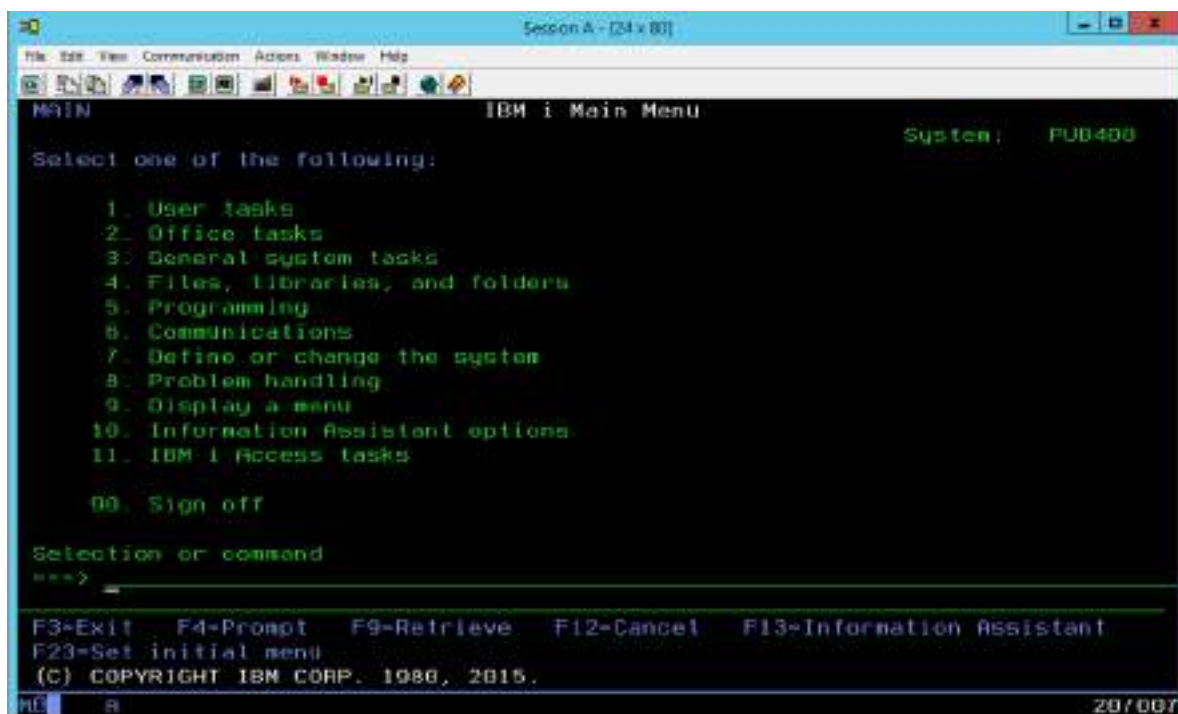 Session A - [24 x 80]
File Edit View Communication Actions Window Help
MAIN IBM i Main Menu
System: PUB400
Select one of the following:
1. User tasks
2. Office tasks
3. General system tasks
4. Files, libraries, and folders
5. Programming
6. Communications
7. Define or change the system
8. Problem handling
9. Display a menu
10. Information Assistant options
11. IBM i Access tasks
90. Sign off
Selection or command
===>
F3=Exit F4=Prompt F9=Retrieve F12=Cancel F13=Information Assistant
F23=Set initial menu
(C) COPYRIGHT IBM CORP. 1980, 2015.
A 20/007